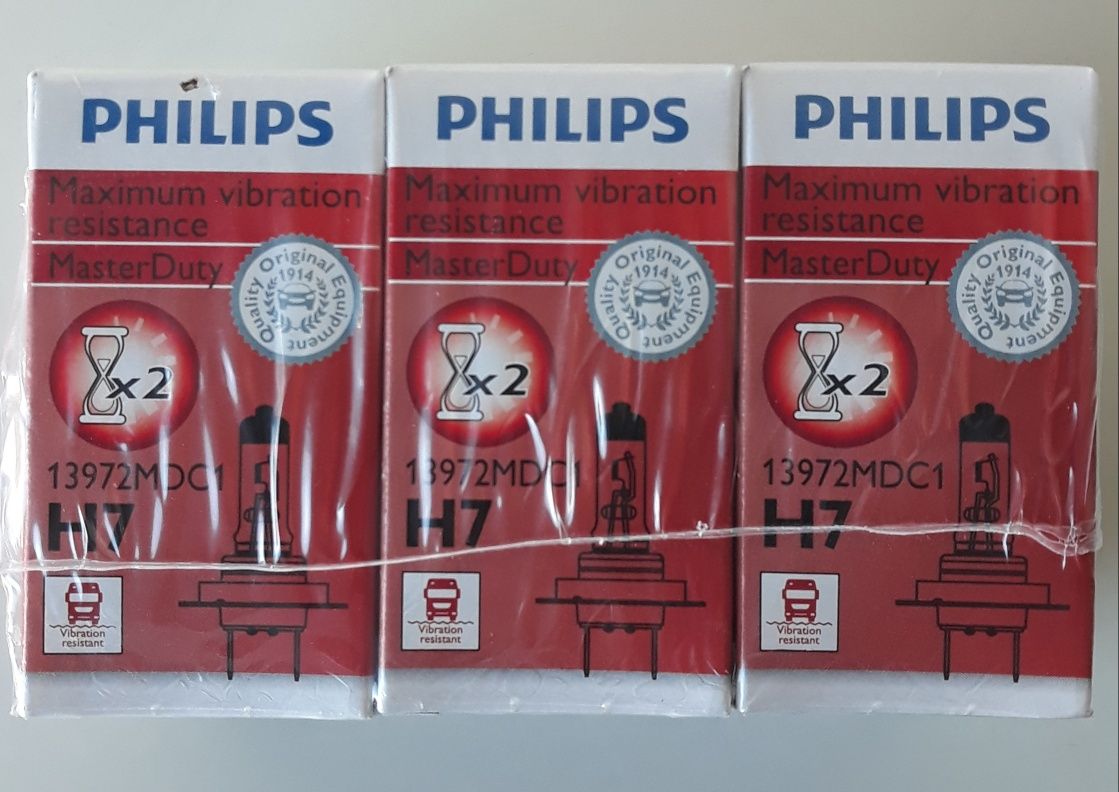 PHILIPS
Maximum vibration
resistance
MasterDuty
Quality Original Equipment
1914
x2
13972MDC1
H7
Vibration
resistant
PHILIPS
Maximum vibration
resistance
MasterDuty
Quality Original Equipment
1914
x2
13972MDC1
H7
Vibration
resistant
PHILIPS
Maximum vibration
resistance
MasterDuty
Quality Original Equipment
1914
x2
13972MDC1
H7
Vibration
resistant